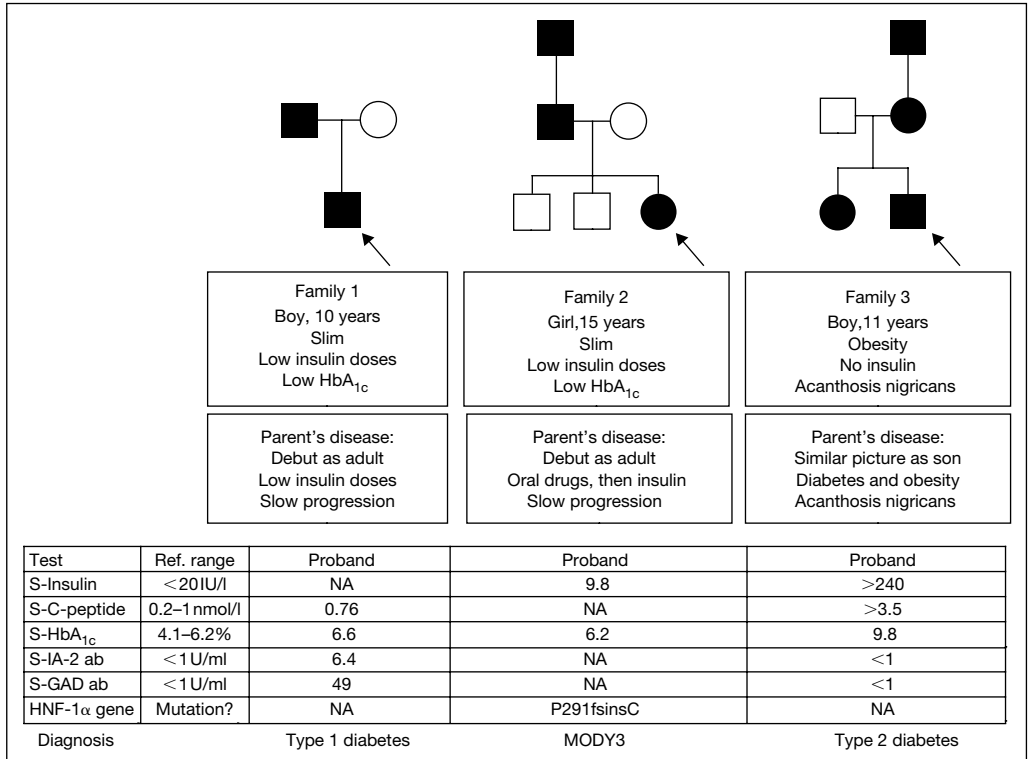 Family 1
Boy, 10 years
Slim
Low insulin doses
Low HbA1c
Family 2
Girl,15 years
Slim
Low insulin doses
Low HbA1c
Family 3
Boy,11 years
Obesity
No insulin
Acanthosis nigricans
Parent's disease:
Debut as adult
Low insulin doses
Slow progression
Parent's disease:
Debut as adult
Oral drugs, then insulin
Slow progression
Parent's disease:
Similar picture as son
Diabetes and obesity
Acanthosis nigricans
Test Ref. range Proband Proband Proband
S-Insulin <20 IU/l NA 9.8 >240
S-C-peptide 0.2–1 nmol/l 0.76 NA >3.5
S-HbA1c 4.1–6.2% 6.6 6.2 9.8
S-IA-2 ab <1 U/ml 6.4 NA <1
S-GAD ab <1 U/ml 49 NA <1
HNF-1α gene Mutation? NA P291fsinsC NA
Diagnosis Type 1 diabetes MODY3 Type 2 diabetes